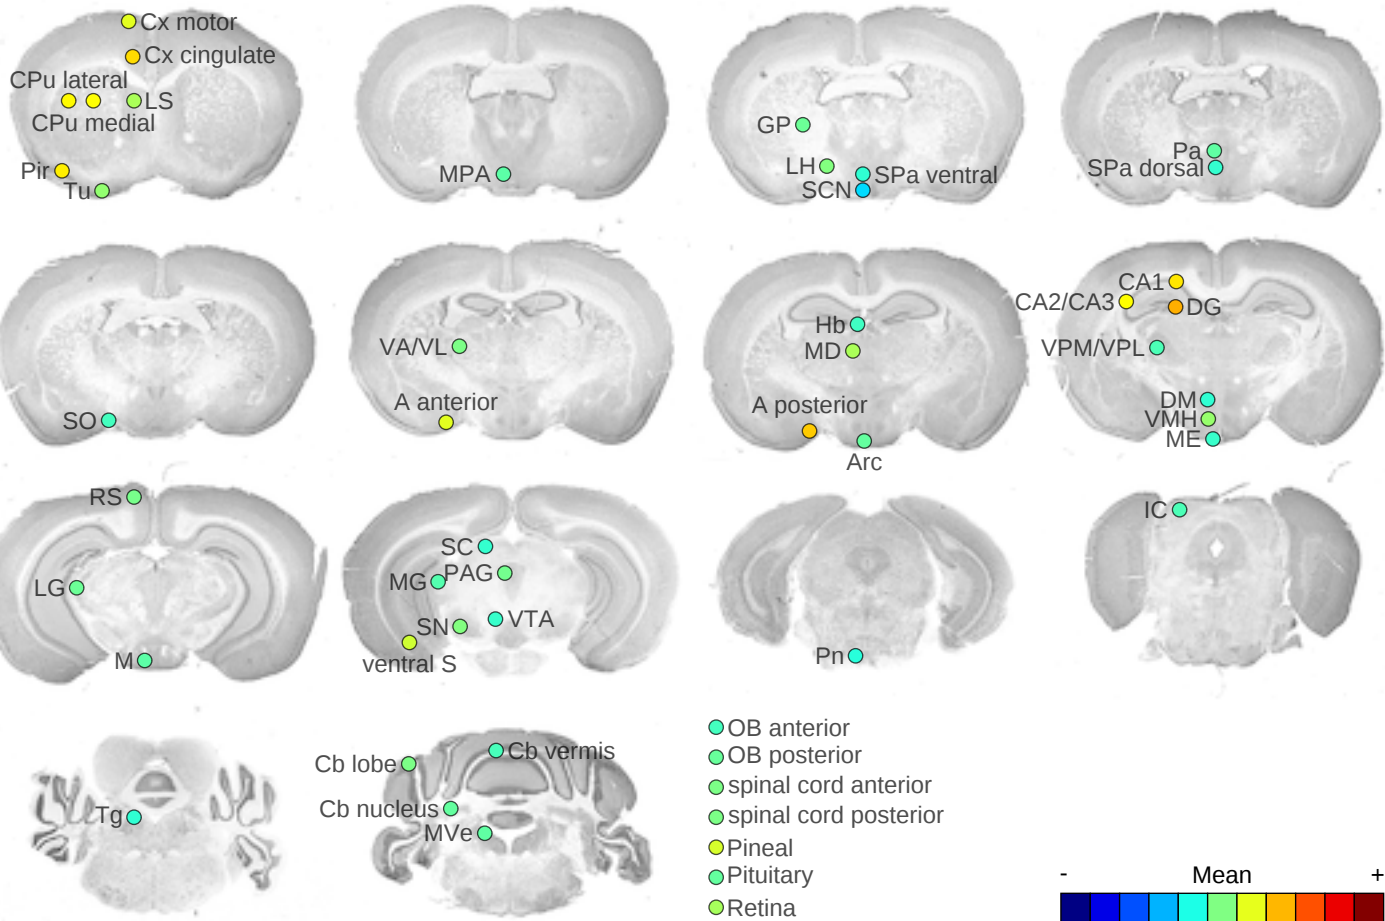 Cx motor
Cx cingulate
CPu lateral
LS
CPu medial
Pir
Tu
MPA
GP
LH
SPa ventral
SCN
Pa
SPa dorsal
SO
VA/VL
A anterior
Hb
MD
A posterior
Arc
CA1
CA2/CA3
DG
VPM/VPL
DM
VMH
ME
RS
LG
M
SC
MG
PAG
SN
VTA
ventral S
Pn
IC
Tg
Cb lobe
Cb vermis
Cb nucleus
MVe
OB anterior
OB posterior
spinal cord anterior
spinal cord posterior
Pineal
Pituitary
Retina
- Mean +